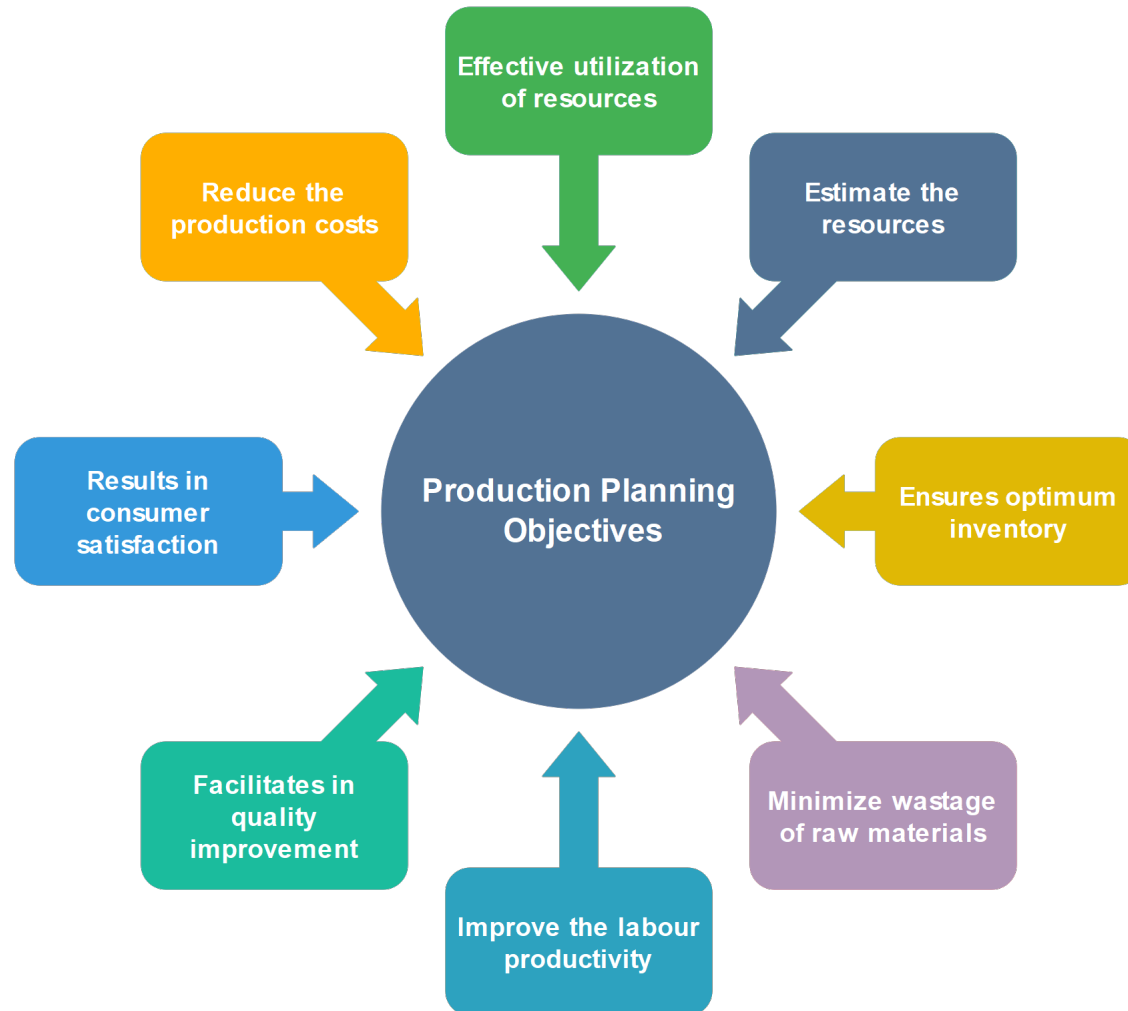 Effective utilization
of resources
Reduce the
production costs
Estimate the
resources
Results in
consumer
satisfaction
Production Planning
Objectives
Ensures optimum
inventory
Facilitates in
quality
improvement
Minimize wastage
of raw materials
Improve the labour
productivity